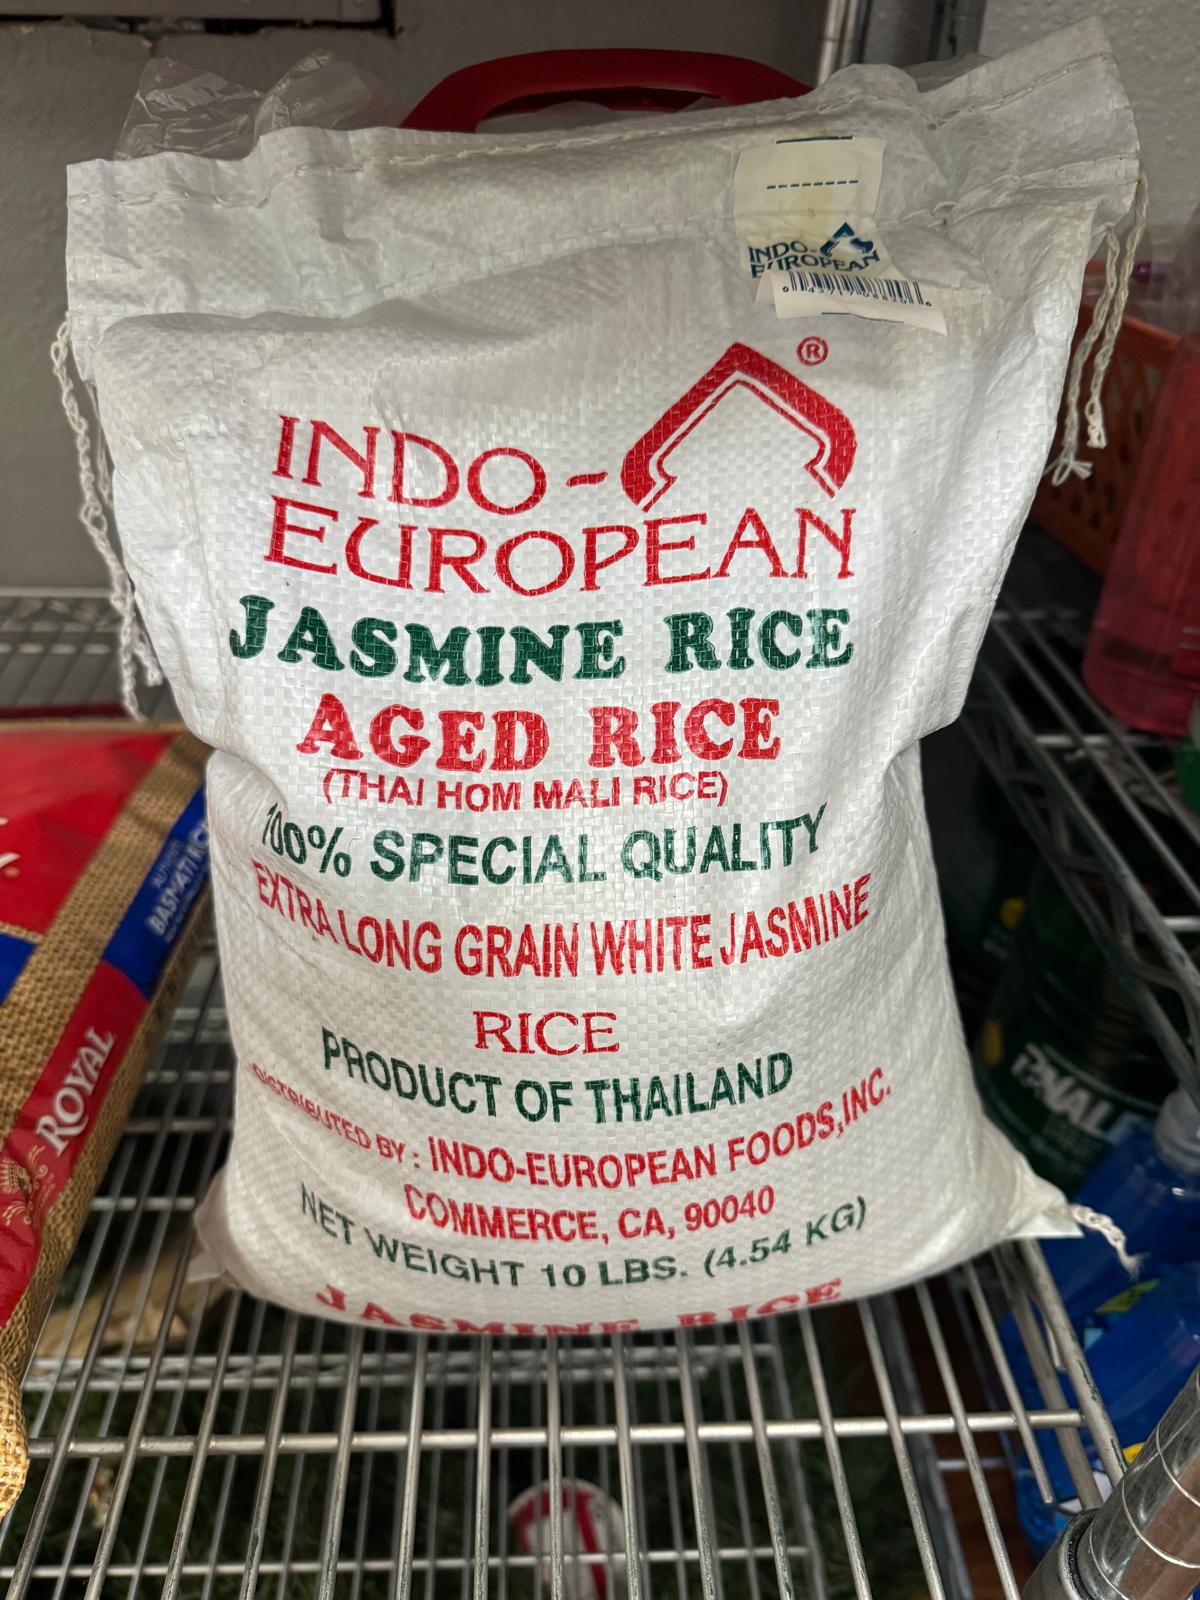 INDO-
EUROPEAN
INDO-
EUROPEAN
®
JASMINE RICE
AGED RICE
(THAI HOM MALI RICE)
100% SPECIAL QUALITY
EXTRA LONG GRAIN WHITE JASMINE
RICE
PRODUCT OF THAILAND
DISTRIBUTED BY: INDO-EUROPEAN FOODS, INC.
COMMERCE, CA, 90040
NET WEIGHT 10 LBS. (4.54 KG)
JASMINE RICE
BASMATI
ROYAL